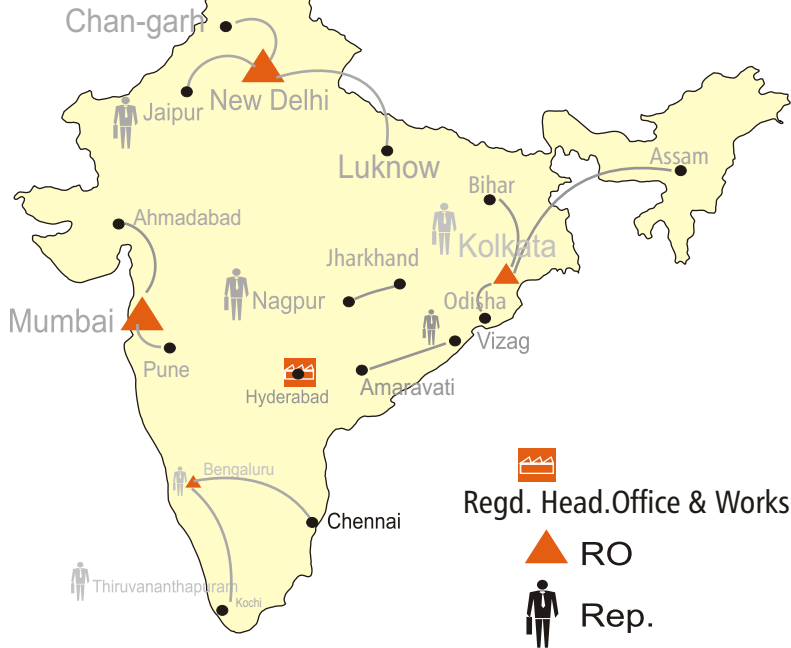 Chan-garh
New Delhi
Jaipur
Luknow
Assam
Bihar
Ahmadabad
Kolkata
Jharkhand
Nagpur
Odisha
Mumbai
Vizag
Pune
Amaravati
Hyderabad
Bengaluru
Regd. Head.Office & Works
Chennai
RO
Thiruvananthapuram
Kochi
Rep.